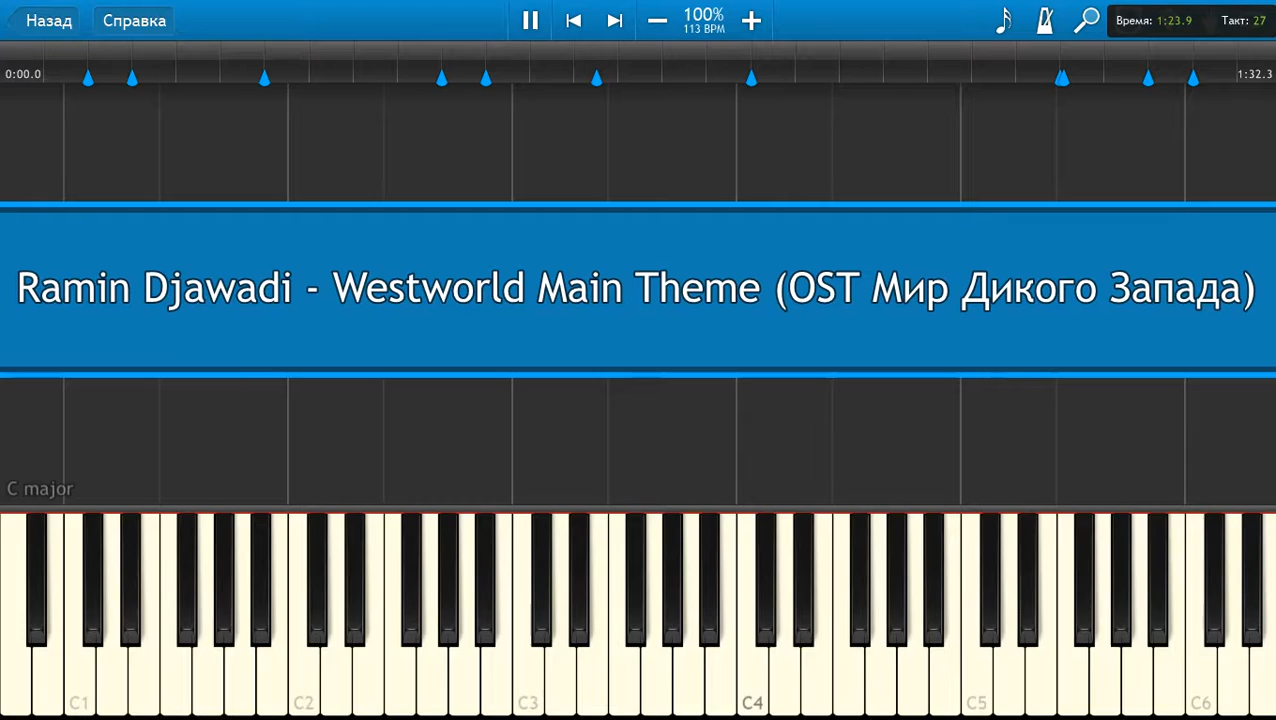 Назад
Справка
100%
113 BPM
Время: 1:23.9
Такт: 27
0:00.0
1:32.3
Ramin Djawadi - Westworld Main Theme (OST Мир Дикого Запада)
C major
C1
C2
C3
C4
C5
C6